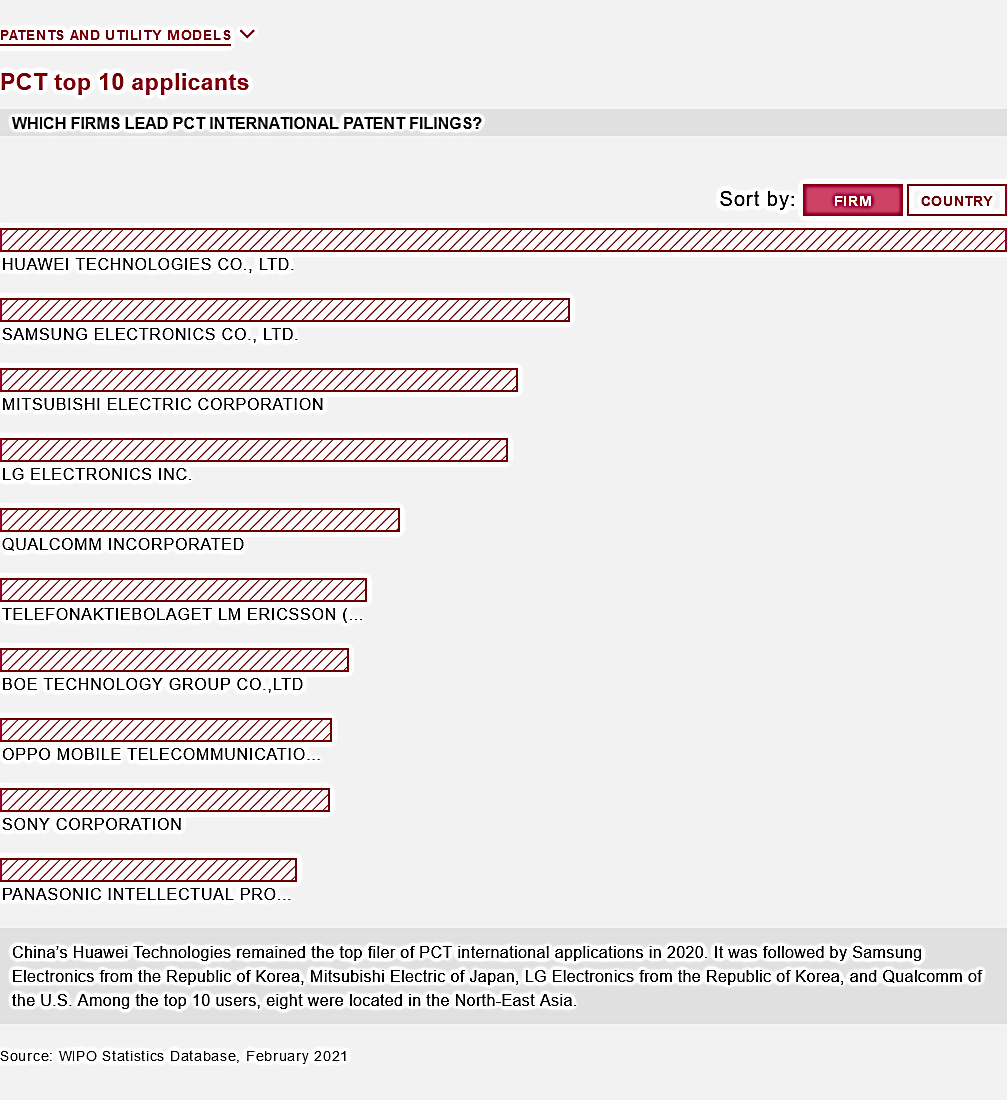 PATENTS AND UTILITY MODELS
PCT top 10 applicants
WHICH FIRMS LEAD PCT INTERNATIONAL PATENT FILINGS?
Sort by: FIRM COUNTRY
HUAWEI TECHNOLOGIES CO., LTD.
SAMSUNG ELECTRONICS CO., LTD.
MITSUBISHI ELECTRIC CORPORATION
LG ELECTRONICS INC.
QUALCOMM INCORPORATED
TELEFONAKTIEBOLAGET LM ERICSSON (...
BOE TECHNOLOGY GROUP CO.,LTD
OPPO MOBILE TELECOMMUNICATIO...
SONY CORPORATION
PANASONIC INTELLECTUAL PRO...
China's Huawei Technologies remained the top filer of PCT international applications in 2020. It was followed by Samsung
Electronics from the Republic of Korea, Mitsubishi Electric of Japan, LG Electronics from the Republic of Korea, and Qualcomm of
the U.S. Among the top 10 users, eight were located in the North-East Asia.
Source: WIPO Statistics Database, February 2021